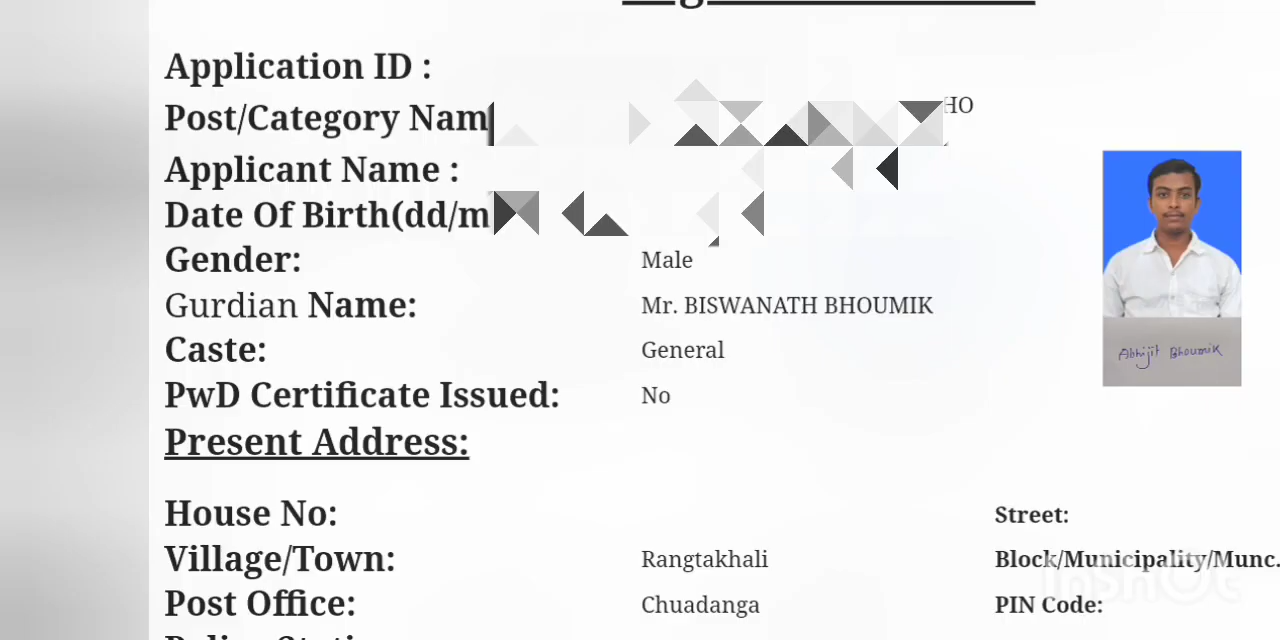 Application ID :
Post/Category Nam HO
Applicant Name :
Date Of Birth(dd/m
Gender: Male
Gurdian Name: Mr. BISWANATH BHOUMIK
Caste: General
PwD Certificate Issued: No
Abhijit Bhoumik
Present Address:
House No: Street:
Village/Town: Rangtakhali Block/Municipality/Munc.
Post Office: Chuadanga PIN Code:
InShOt